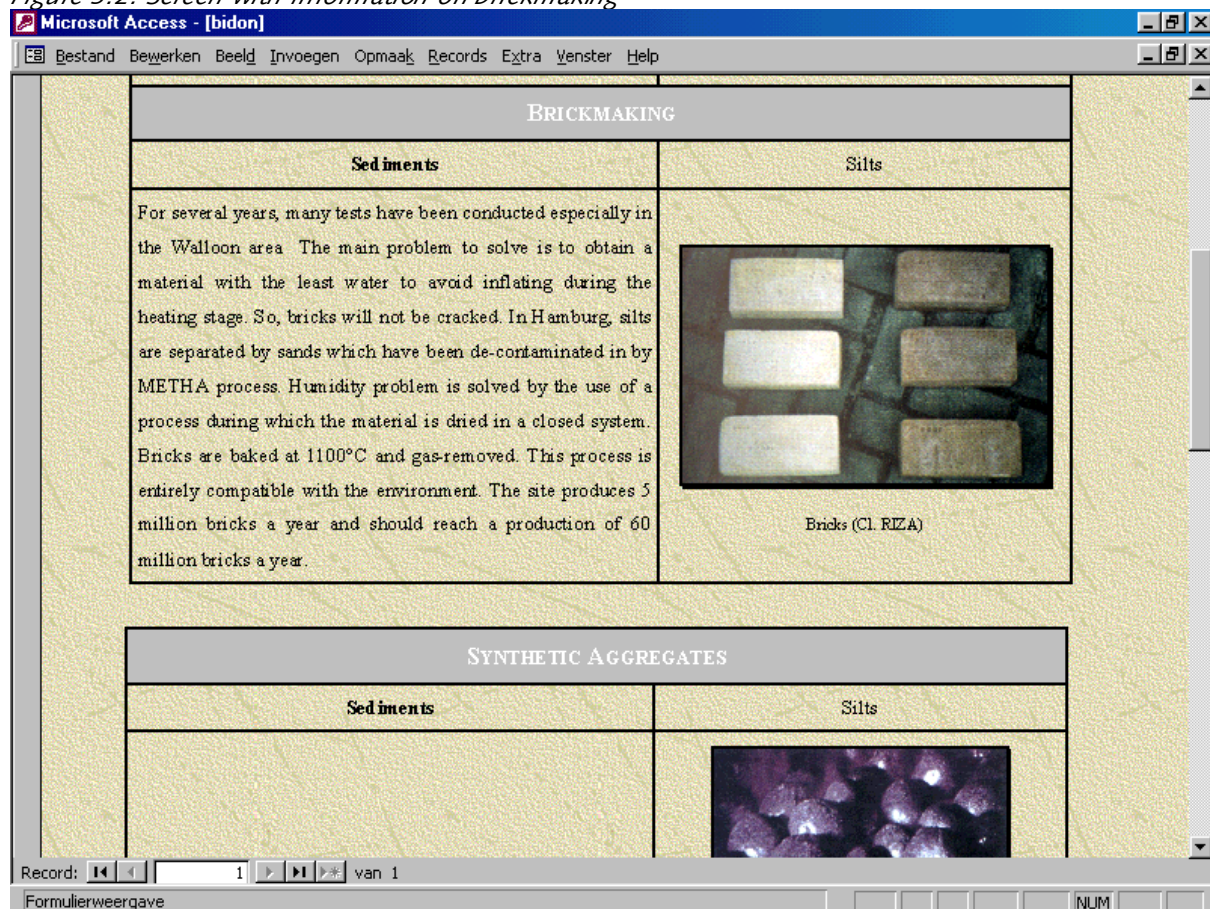 Figure 5.2: Screen with information on Brickmaking
Microsoft Access - [bidon]
Bestand Bewerken Beeld Invoegen Opmaak Records Extra Venster Help
BRICKMAKING
Sediments Silts
For several years, many tests have been conducted especially in
the Walloon area The main problem to solve is to obtain a
material with the least water to avoid inflating during the
heating stage. So, bricks will not be cracked. In Hamburg, silts
are separated by sands which have been de-contaminated in by
METHA process. Humidity problem is solved by the use of a
process during which the material is dried in a closed system.
Bricks are baked at 1100°C and gas-removed. This process is
entirely compatible with the environment. The site produces 5
million bricks a year and should reach a production of 60
million bricks a year.
Bricks (Cl. RIZA)
SYNTHETIC AGGREGATES
Sediments Silts
Record: 1 van 1
Formulierweergave NUM